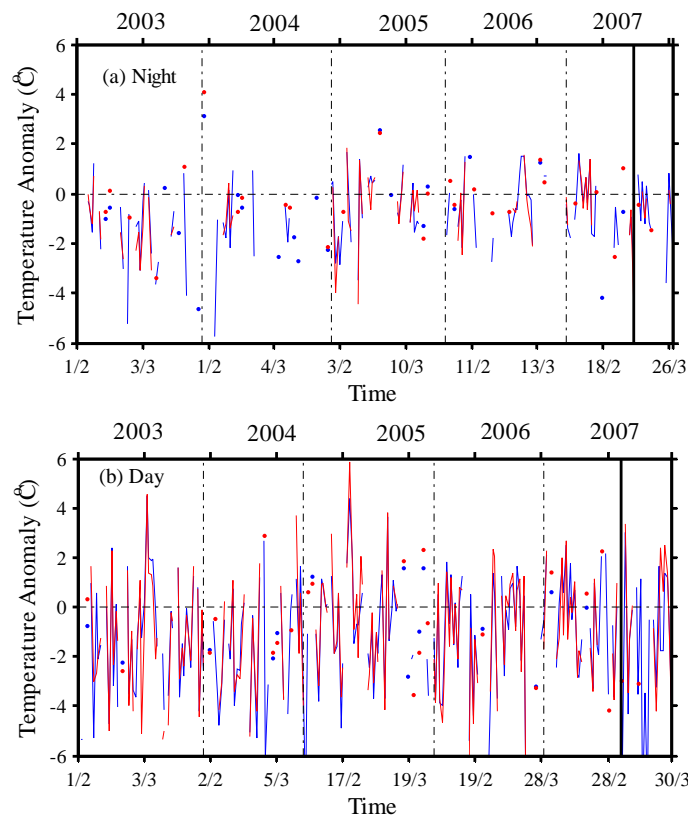 2003 2004 2005 2006 2007
6
(a) Night
4
2
0
-2
-4
-6
Temperature Anomaly (°C)
1/2 3/3 1/2 4/3 3/2 10/3 11/2 13/3 18/2 26/3
Time
2003 2004 2005 2006 2007
6
(b) Day
4
2
0
-2
-4
-6
Temperature Anomaly (°C)
1/2 3/3 2/2 5/3 17/2 19/3 19/2 28/3 28/2 30/3
Time